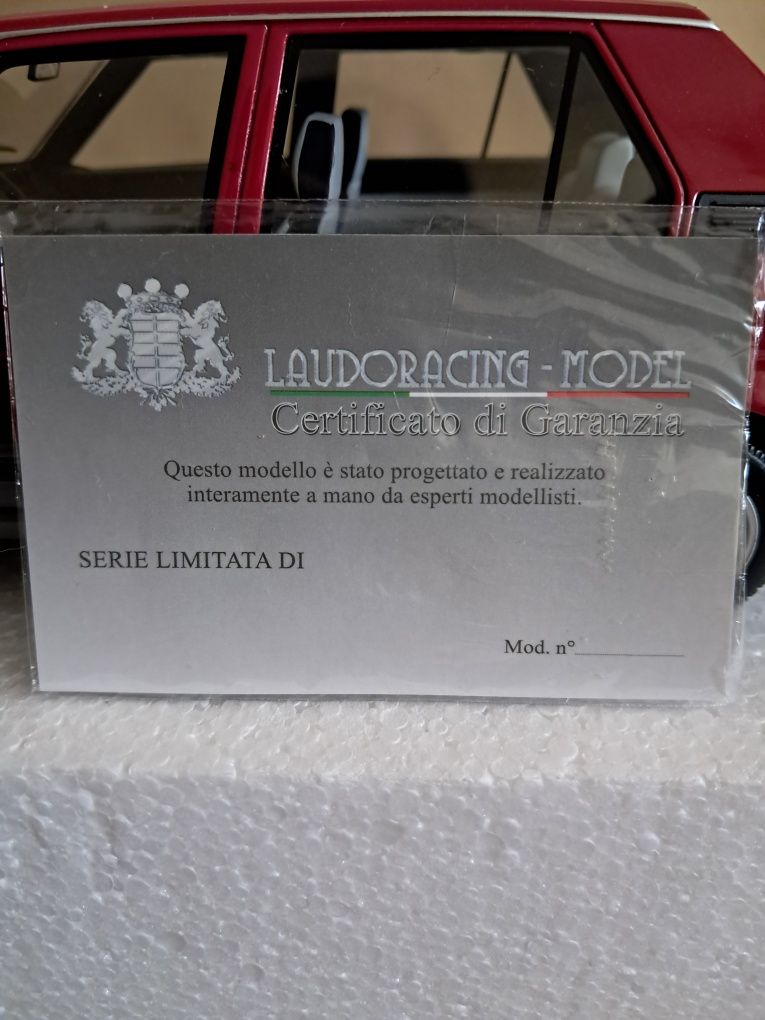 LAUDORACING - MODEL
Certificato di Garanzia
Questo modello è stato progettato e realizzato
interamente a mano da esperti modellisti.
SERIE LIMITATA DI
Mod. n°